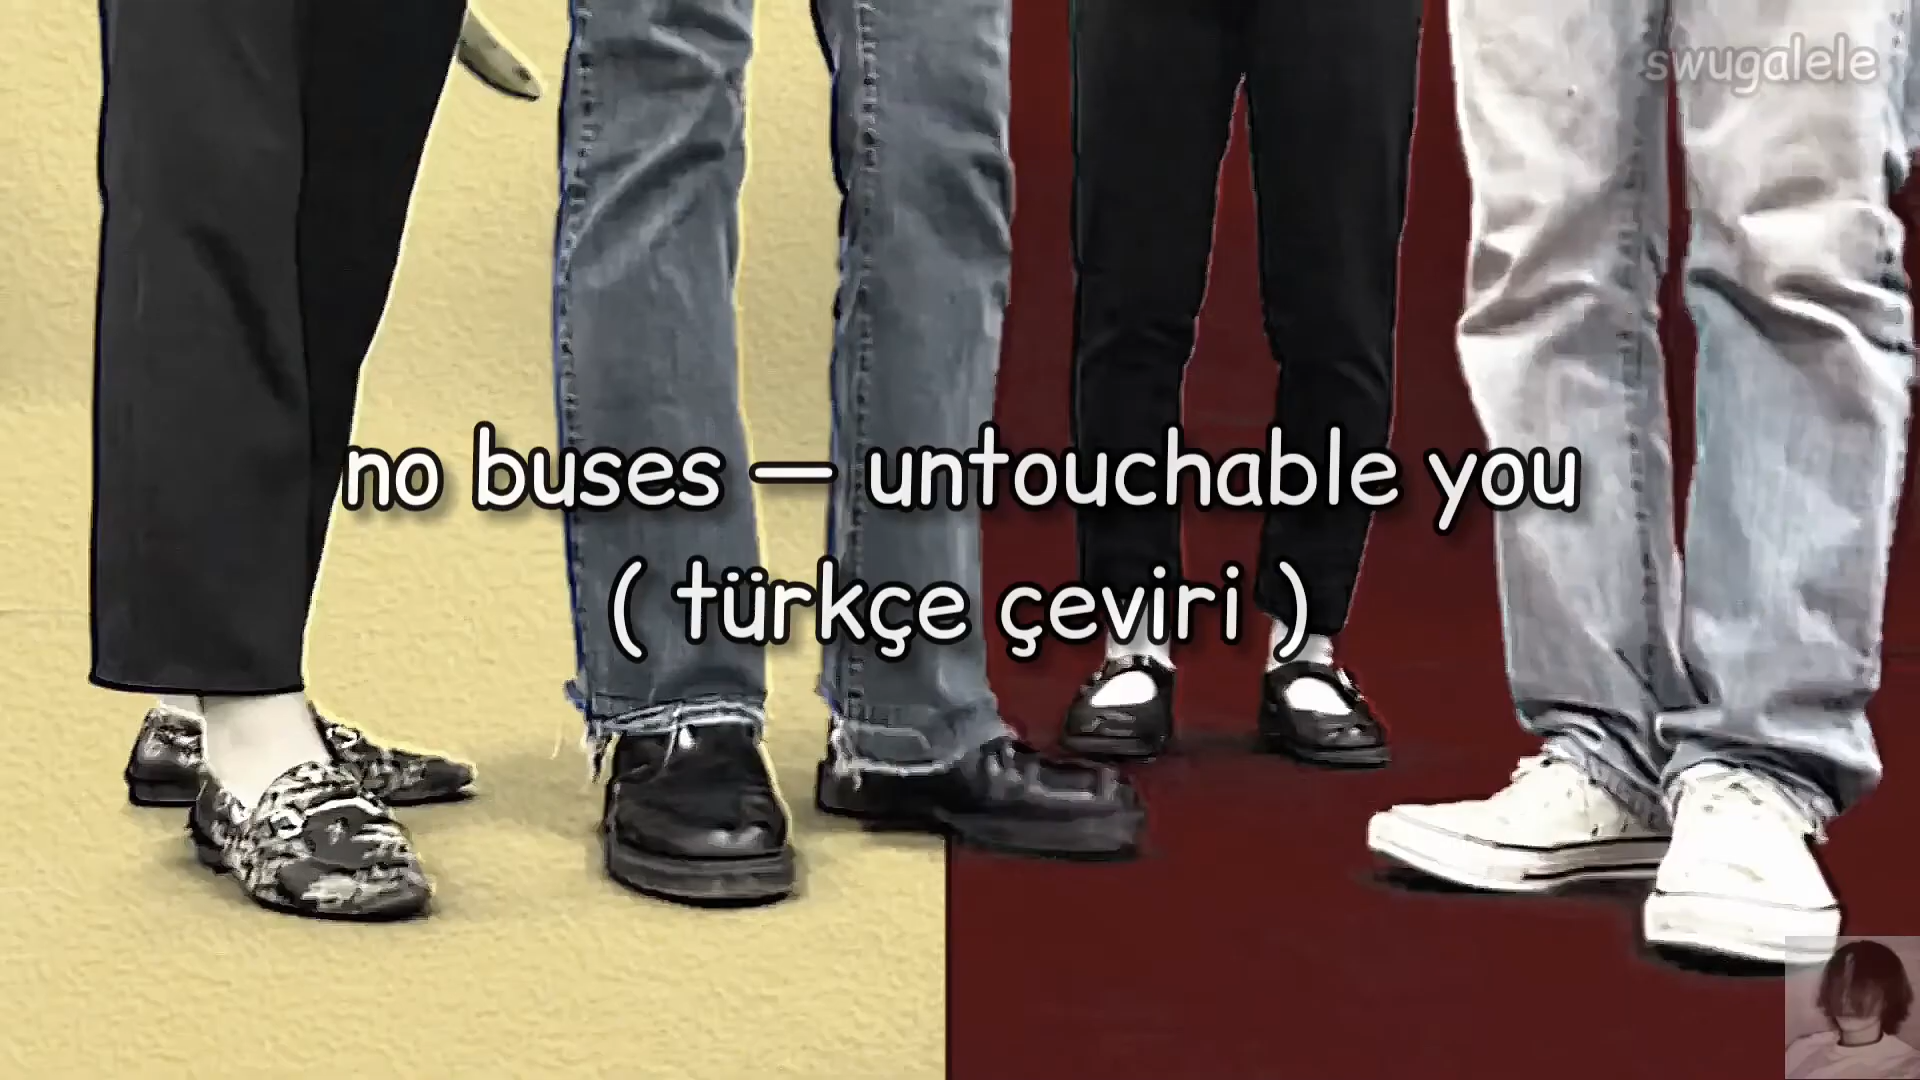 swugalele
no buses — untouchable you
( türkçe çeviri )